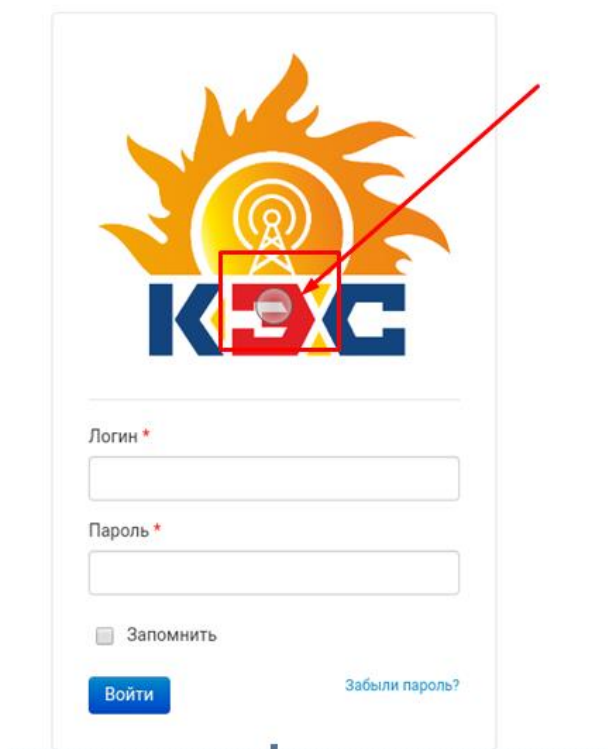 КЭС
Логин *
Пароль *
Запомнить
Войти
Забыли пароль?